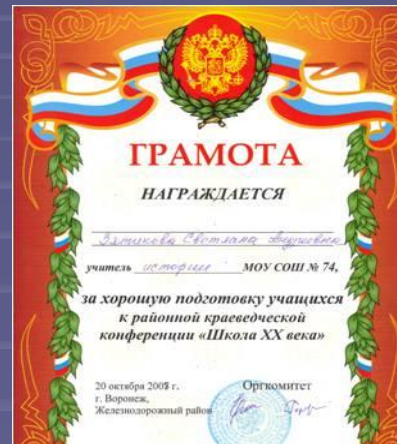 ГРАМОТА
НАГРАЖДАЕТСЯ
Светлана
учитель истории МОУ СОШ № 74,
за хорошую подготовку учащихся
к районной краеведческой
конференции «Школа XX века»
20 октября г. Оргкомитет
г. Воронеж,
Железнодорожный район